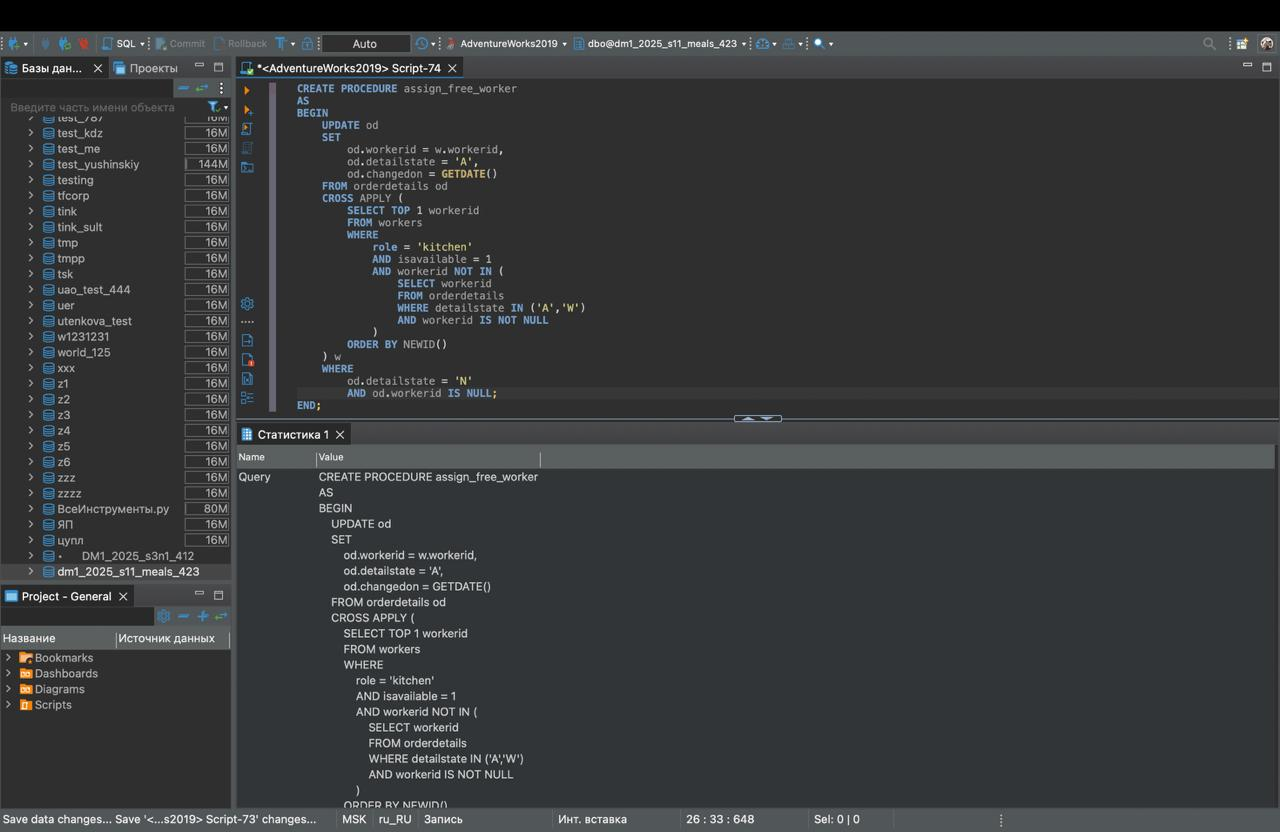 SQL
Commit
Rollback
T
Auto
AdventureWorks2019
dbo@dm1_2025_s11_meals_423
Базы дан...
Проекты
*<AdventureWorks2019> Script-74
Введите часть имени объекта
test_787 16M
test_kdz 16M
test_me 16M
test_yushinskiy 144M
testing 16M
tfcorp 16M
tink 16M
tink_sult 16M
tmp 16M
tmpp 16M
tsk 16M
uao_test_444 16M
uer 16M
utenkova_test 16M
w1231231 16M
world_125 16M
xxx 16M
z1 16M
z2 16M
z3 16M
z4 16M
z5 16M
z6 16M
zzz 16M
zzzz 16M
ВсеИнструменты.ру 80M
ЯП 16M
цупл 16M
DM1_2025_s3n1_412
dm1_2025_s11_meals_423
CREATE PROCEDURE assign_free_worker
AS
BEGIN
UPDATE od
SET
od.workerid = w.workerid,
od.detailstate = 'A',
od.changedon = GETDATE()
FROM orderdetails od
CROSS APPLY (
SELECT TOP 1 workerid
FROM workers
WHERE
role = 'kitchen'
AND isavailable = 1
AND workerid NOT IN (
SELECT workerid
FROM orderdetails
WHERE detailstate IN ('A','W')
AND workerid IS NOT NULL
)
ORDER BY NEWID()
) w
WHERE
od.detailstate = 'N'
AND od.workerid IS NULL;
END;
Статистика 1
Name Value
Query CREATE PROCEDURE assign_free_worker
AS
BEGIN
UPDATE od
SET
od.workerid = w.workerid,
od.detailstate = 'A',
od.changedon = GETDATE()
FROM orderdetails od
CROSS APPLY (
SELECT TOP 1 workerid
FROM workers
WHERE
role = 'kitchen'
AND isavailable = 1
AND workerid NOT IN (
SELECT workerid
FROM orderdetails
WHERE detailstate IN ('A','W')
AND workerid IS NOT NULL
)
ORDER BY NEWID()
Project - General
Название Источник данных
Bookmarks
Dashboards
Diagrams
Scripts
Save data changes... Save '<...s2019> Script-73' changes...
MSK
ru_RU
Запись
Инт. вставка
26 : 33 : 648
Sel: 0 | 0